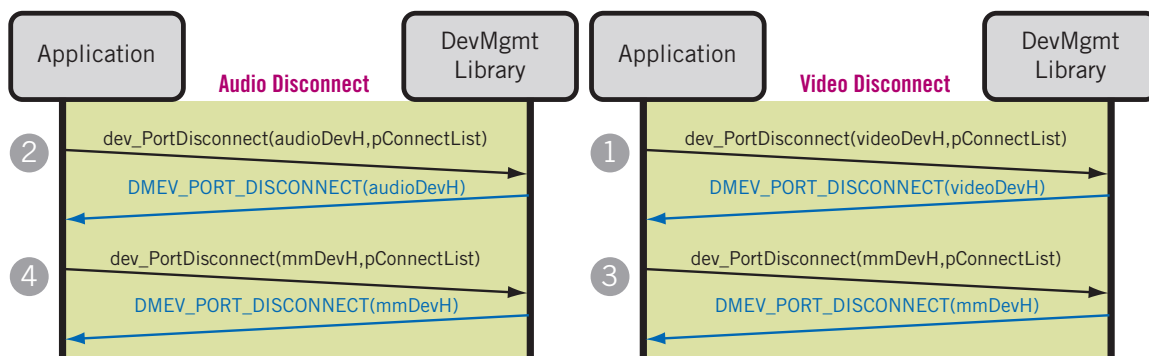 Application
DevMgmt
Library
Audio Disconnect
2
dev_PortDisconnect(audioDevH,pConnectList)
DMEV_PORT_DISCONNECT(audioDevH)
4
dev_PortDisconnect(mmDevH,pConnectList)
DMEV_PORT_DISCONNECT(mmDevH)
Application
DevMgmt
Library
Video Disconnect
1
dev_PortDisconnect(videoDevH,pConnectList)
DMEV_PORT_DISCONNECT(videoDevH)
3
dev_PortDisconnect(mmDevH,pConnectList)
DMEV_PORT_DISCONNECT(mmDevH)